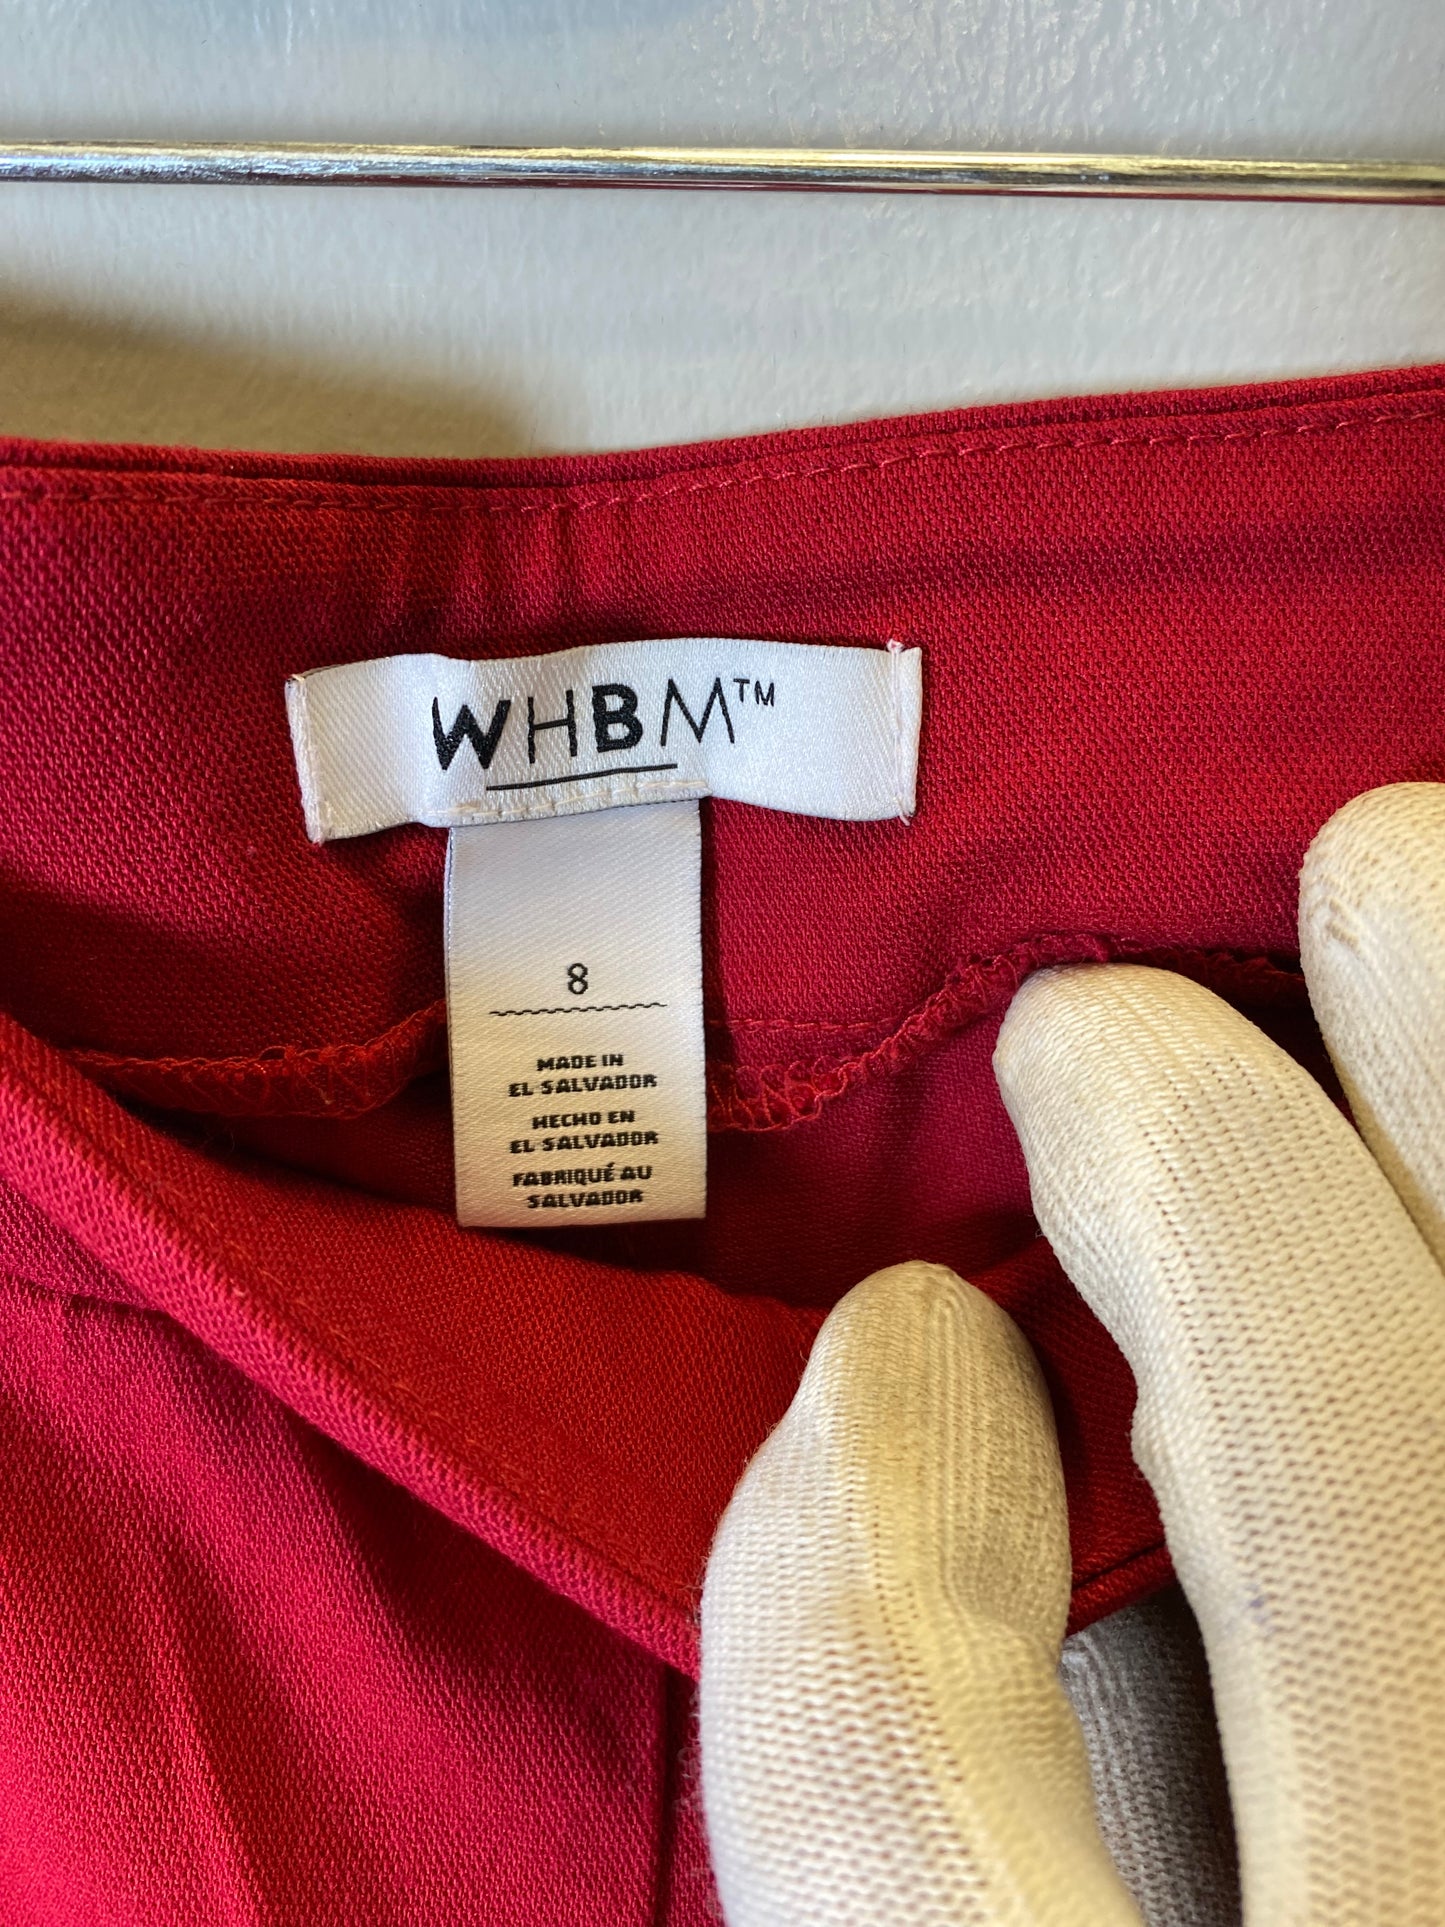 WHBM™
8
MADE IN
EL SALVADOR
HECHO EN
EL SALVADOR
FABRIQUÉ AU
SALVADOR